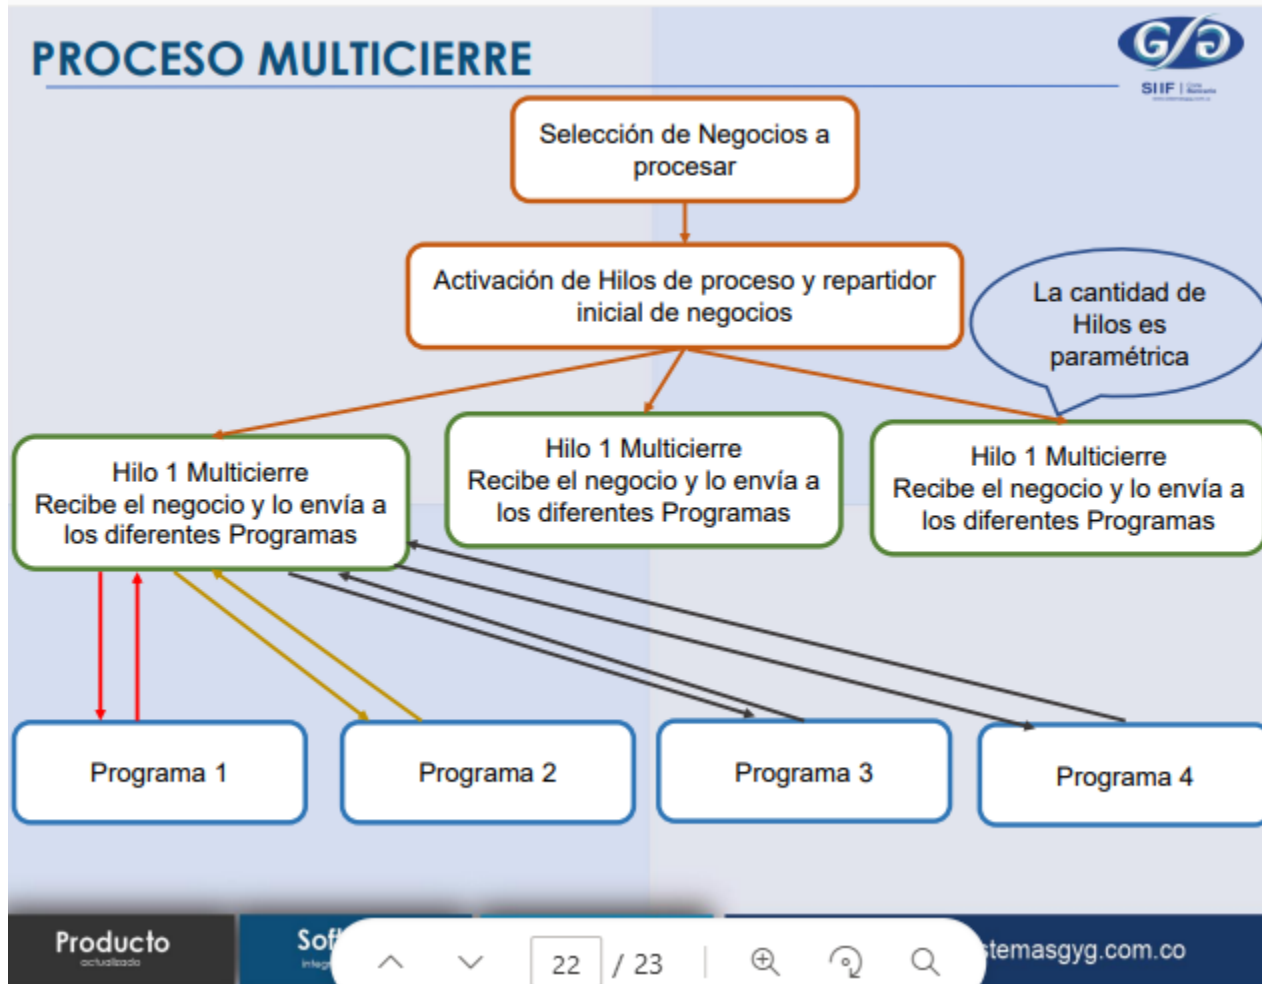 PROCESO MULTICIERRE
SIIF
Selección de Negocios a
procesar
Activación de Hilos de proceso y repartidor
inicial de negocios
La cantidad de
Hilos es
paramétrica
Hilo 1 Multicierre
Recibe el negocio y lo envía a
los diferentes Programas
Hilo 1 Multicierre
Recibe el negocio y lo envía a
los diferentes Programas
Hilo 1 Multicierre
Recibe el negocio y lo envía a
los diferentes Programas
Programa 1
Programa 2
Programa 3
Programa 4
Producto
actualizado
22 / 23
stemasgyg.com.co